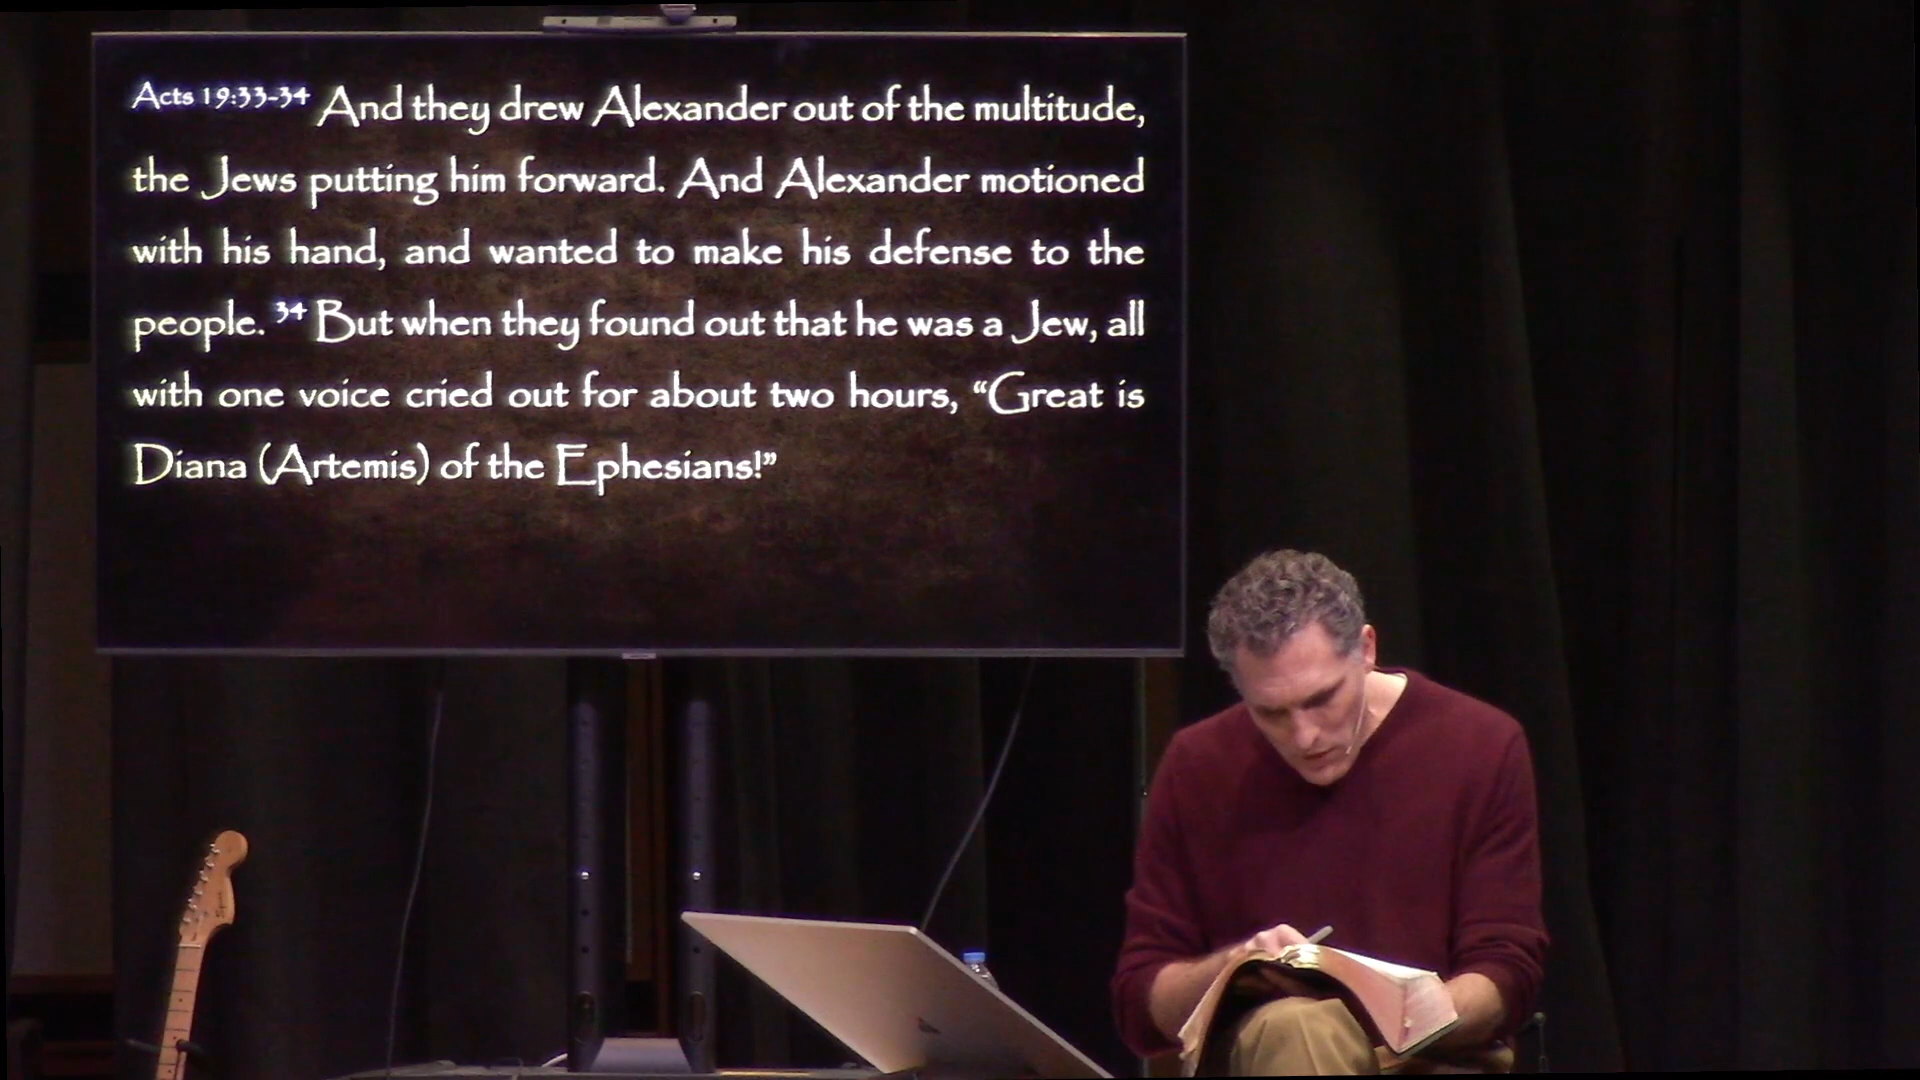 Acts 19:33-34 And they drew Alexander out of the multitude,
the Jews putting him forward. And Alexander motioned
with his hand, and wanted to make his defense to the
people. 34 But when they found out that he was a Jew, all
with one voice cried out for about two hours, “Great is
Diana (Artemis) of the Ephesians!”